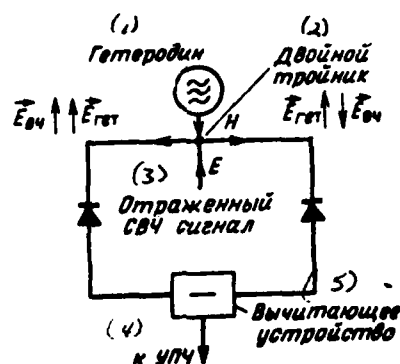 (1)
Гетеродин
(2)
Двойной
тройник
E⃗вч E⃗гет
E⃗гет E⃗вч
H
(3)
E
Отраженный
СВЧ сигнал
(5)
Вычитающее
устройство
(4)
−
к УПЧ